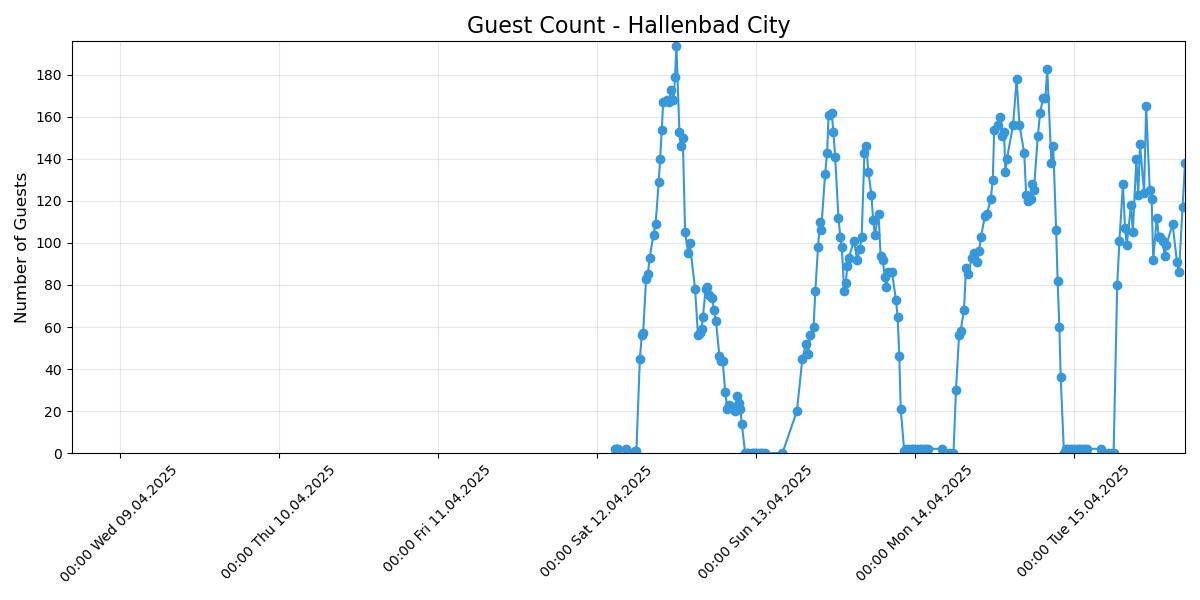 Guest Count - Hallenbad City
Number of Guests
180
160
140
120
100
80
60
40
20
0
00:00 Wed 09.04.2025
00:00 Thu 10.04.2025
00:00 Fri 11.04.2025
00:00 Sat 12.04.2025
00:00 Sun 13.04.2025
00:00 Mon 14.04.2025
00:00 Tue 15.04.2025